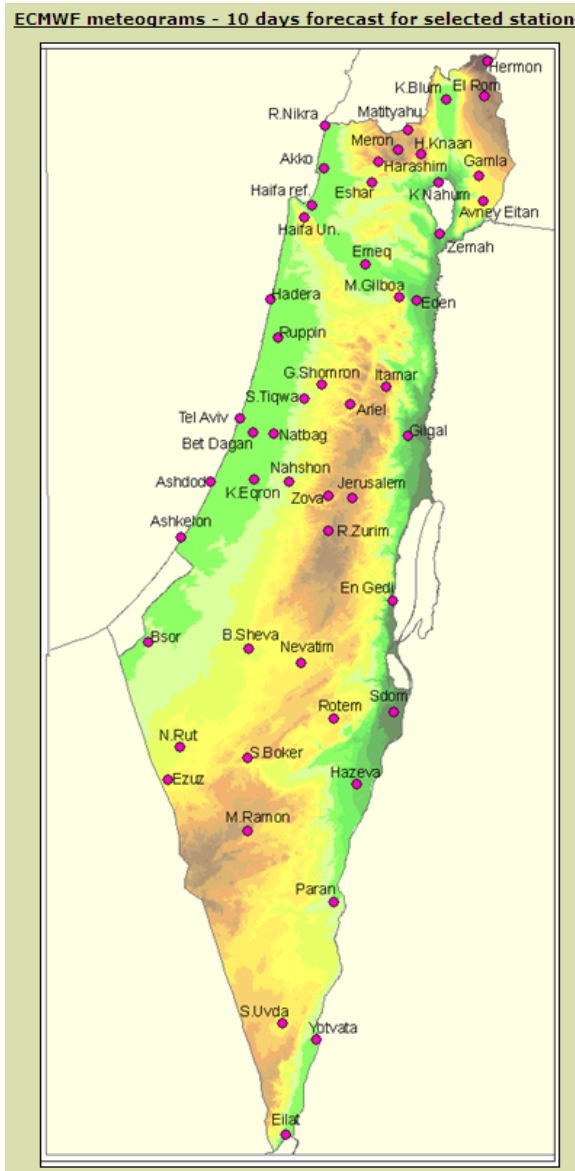 ECMWF meteograms - 10 days forecast for selected station
Hermon
K.Blum
El Rom
R.Nikra
Matityahu
Meron
H.Knaan
Akko
Harashim
Gamla
Eshar
K.Nahum
Haifa ref.
Avney Eitan
Haifa Un.
Zemah
Emeq
M.Gilboa
Hadera
Eden
Ruppin
G.Shomron
Itamar
S.Tiqwa
Ariel
Tel Aviv
Bet Dagan
Natbag
Gilgal
Nahshon
Ashdod
K.Eqron
Zova
Jerusalem
Ashkelon
R.Zurim
En Gedi
Bsor
B.Sheva
Nevatim
Sdom
Rotem
N.Rut
S.Boker
Ezuz
Hazeva
M.Ramon
Paran
S.Uvda
Yotvata
Eilat